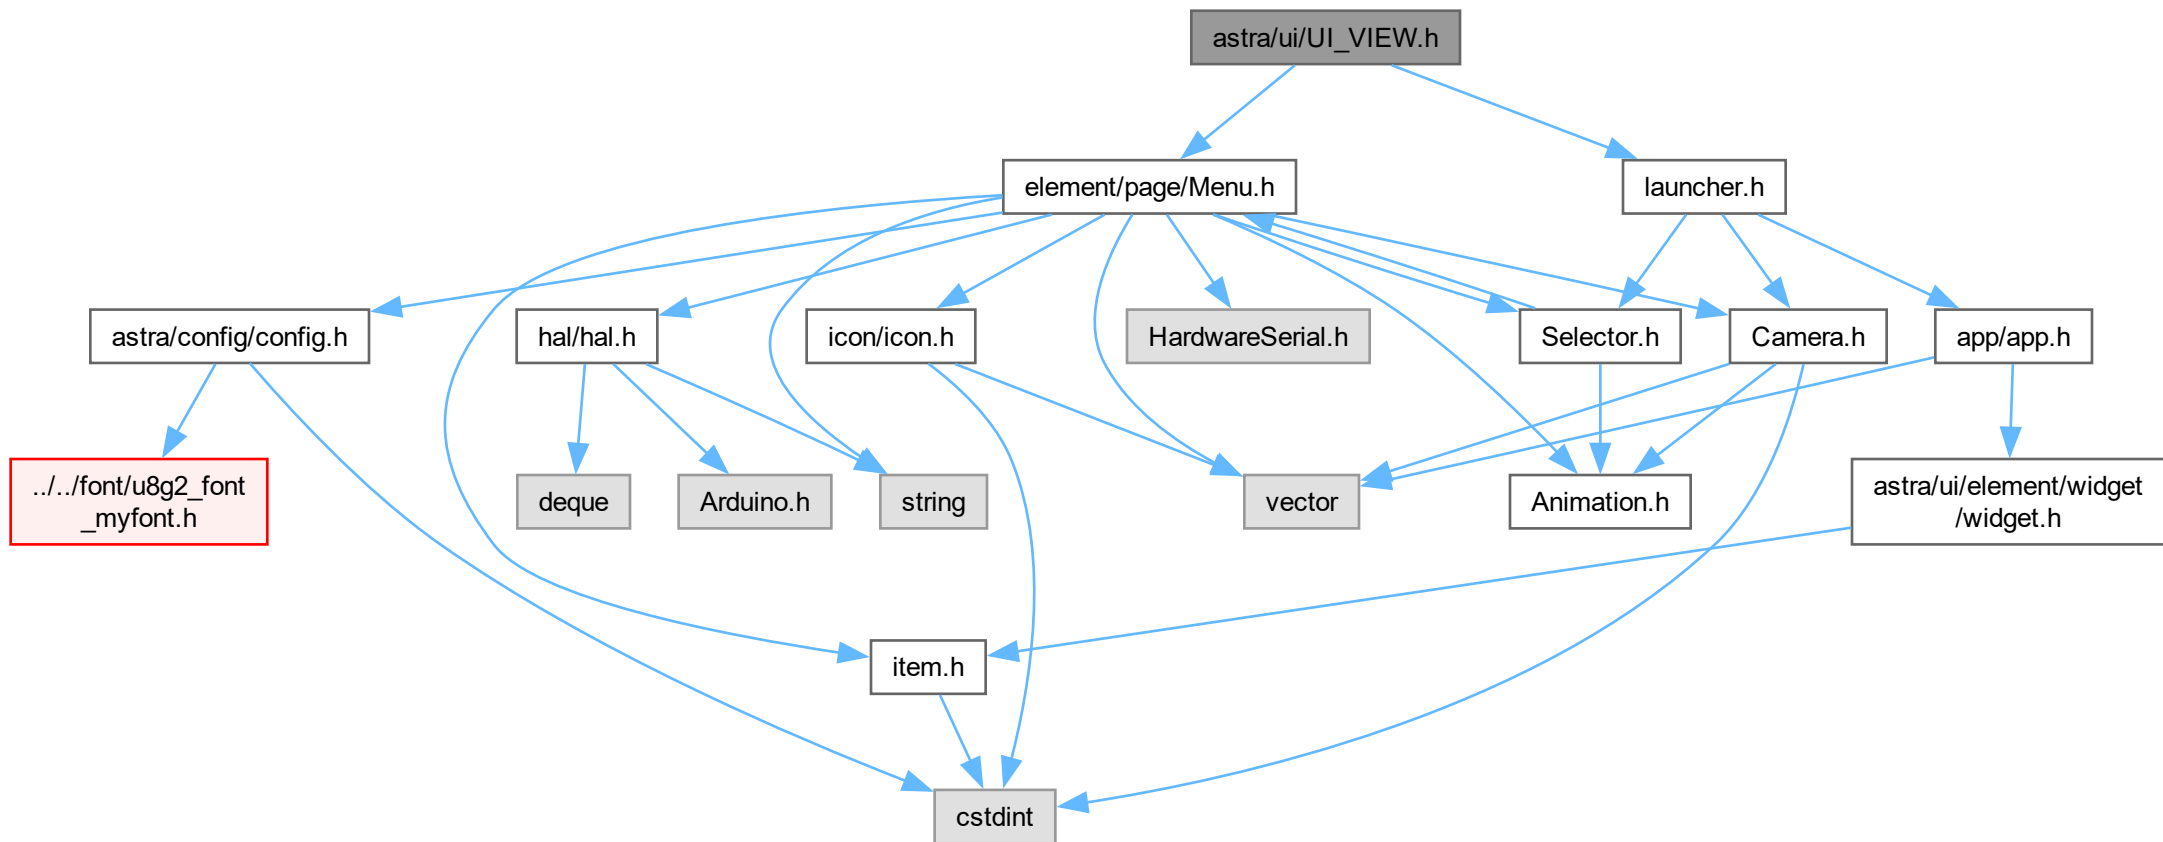 astra/ui/UI_VIEW.h
element/page/Menu.h
launcher.h
astra/config/config.h
hal/hal.h
icon/icon.h
HardwareSerial.h
Selector.h
Camera.h
app/app.h
../../font/u8g2_font
_myfont.h
deque
Arduino.h
string
vector
Animation.h
astra/ui/element/widget
/widget.h
item.h
cstdint